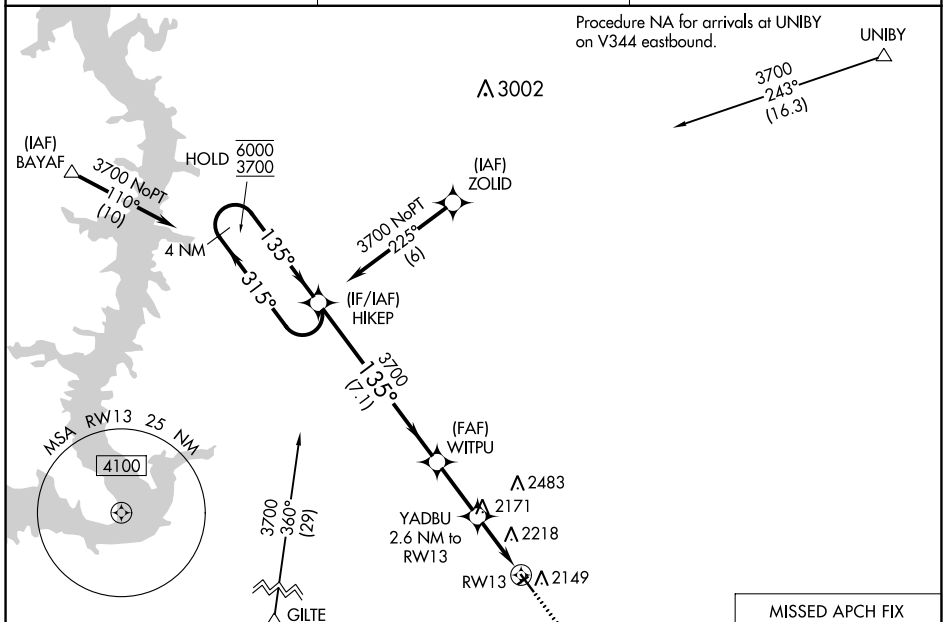 Procedure NA for arrivals at UNIBY
on V344 eastbound.
UNIBY
3700
243°
(16.3)
3002
(IAF)
BAYAF
3700 NoPT
110°
(10)
HOLD
6000
3700
(IAF)
ZOLID
3700 NoPT
225°
(6)
4 NM
135°
315°
(IF/IAF)
HIKEP
3700
135°
(7.1)
(FAF)
WITPU
MSA RW13 25 NM
4100
3700
360°
(29)
GILTE
2483
2171
YADBU
2.6 NM to
RW13
2218
RW13
2149
MISSED APCH FIX